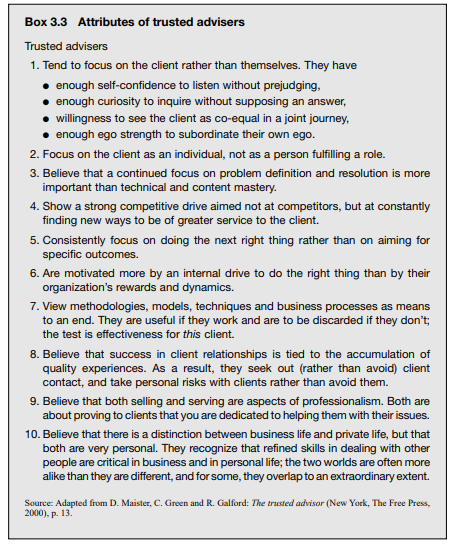 Box 3.3 Attributes of trusted advisers
Trusted advisers
1. Tend to focus on the client rather than themselves. They have
● enough self-confidence to listen without prejudging,
● enough curiosity to inquire without supposing an answer,
● willingness to see the client as co-equal in a joint journey,
● enough ego strength to subordinate their own ego.
2. Focus on the client as an individual, not as a person fulfilling a role.
3. Believe that a continued focus on problem definition and resolution is more
important than technical and content mastery.
4. Show a strong competitive drive aimed not at competitors, but at constantly
finding new ways to be of greater service to the client.
5. Consistently focus on doing the next right thing rather than on aiming for
specific outcomes.
6. Are motivated more by an internal drive to do the right thing than by their
organization's rewards and dynamics.
7. View methodologies, models, techniques and business processes as means
to an end. They are useful if they work and are to be discarded if they don't;
the test is effectiveness for this client.
8. Believe that success in client relationships is tied to the accumulation of
quality experiences. As a result, they seek out (rather than avoid) client
contact, and take personal risks with clients rather than avoid them.
9. Believe that both selling and serving are aspects of professionalism. Both are
about proving to clients that you are dedicated to helping them with their issues.
10. Believe that there is a distinction between business life and private life, but that
both are very personal. They recognize that refined skills in dealing with other
people are critical in business and in personal life; the two worlds are often more
alike than they are different, and for some, they overlap to an extraordinary extent.
Source: Adapted from D. Maister, C. Green and R. Galford: The trusted advisor (New York, The Free Press,
2000), p. 13.